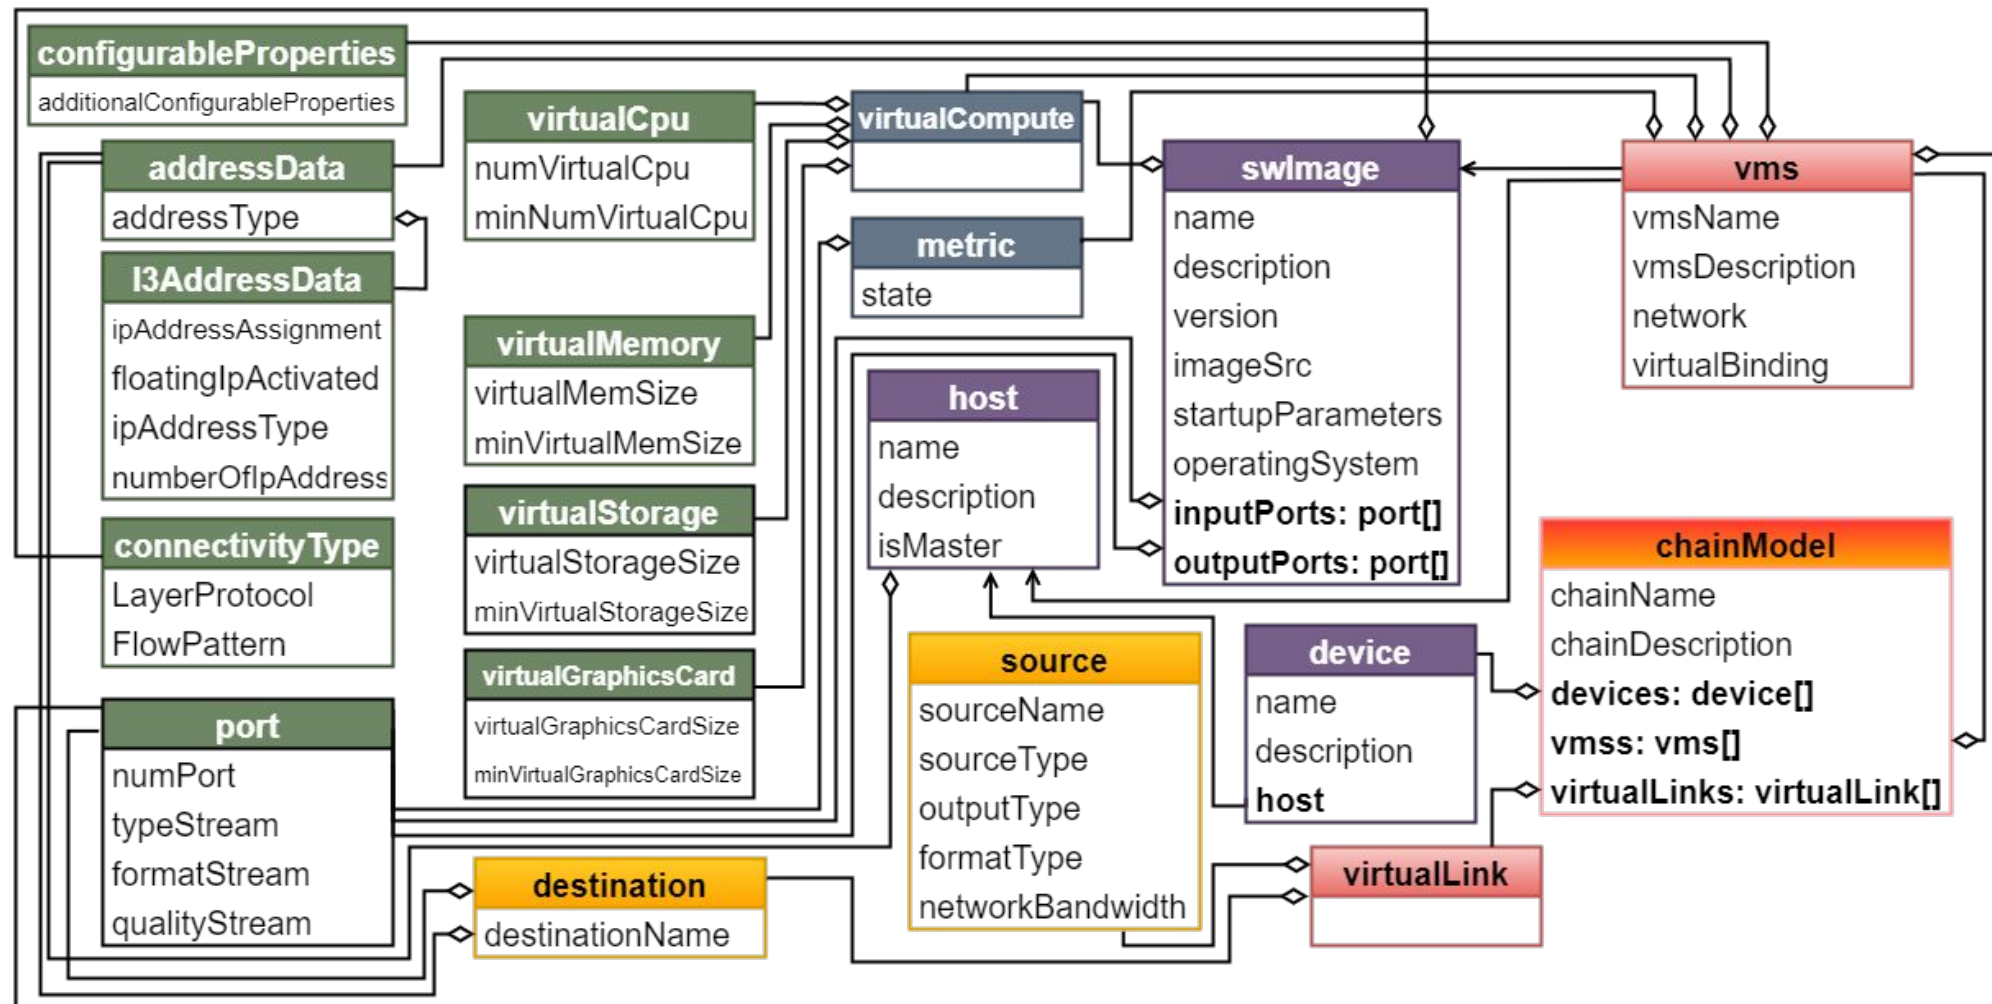 configurableProperties
additionalConfigurableProperties
addressData
addressType
l3AddressData
ipAddressAssignment
floatingIpActivated
ipAddressType
numberOfIpAddress
connectivityType
LayerProtocol
FlowPattern
port
numPort
typeStream
formatStream
qualityStream
virtualCpu
numVirtualCpu
minNumVirtualCpu
virtualMemory
virtualMemSize
minVirtualMemSize
virtualStorage
virtualStorageSize
minVirtualStorageSize
virtualGraphicsCard
virtualGraphicsCardSize
minVirtualGraphicsCardSize
destination
destinationName
virtualCompute
metric
state
host
name
description
isMaster
source
sourceName
sourceType
outputType
formatType
networkBandwidth
swImage
name
description
version
imageSrc
startupParameters
operatingSystem
inputPorts: port[]
outputPorts: port[]
device
name
description
host
virtualLink
vms
vmsName
vmsDescription
network
virtualBinding
chainModel
chainName
chainDescription
devices: device[]
vmss: vms[]
virtualLinks: virtualLink[]